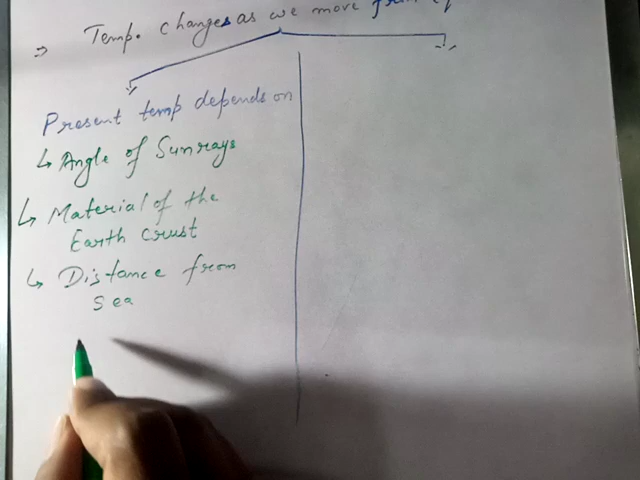 ⇒ Temp. changes as we move from
Present temp depends on
↳ Angle of Sunrays
↳ Material of the
Earth crust
↳ Distance from
Sea